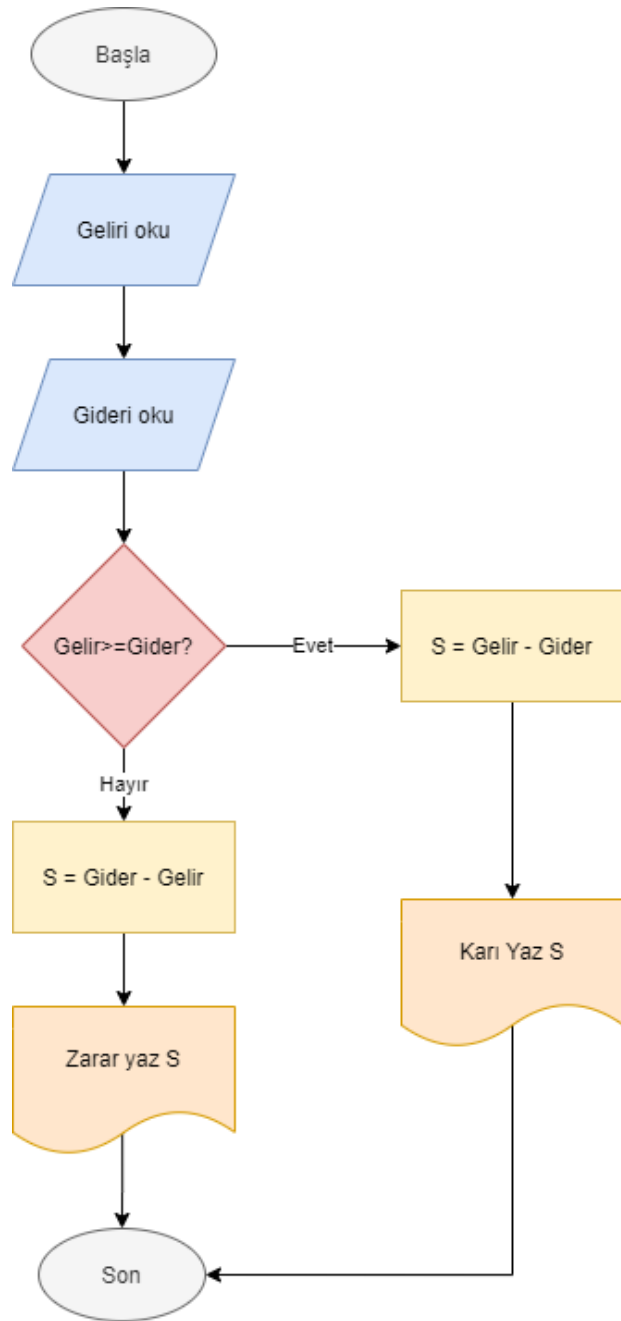 Başla
Geliri oku
Gideri oku
Gelir>=Gider?
Evet
S = Gelir - Gider
Hayır
S = Gider - Gelir
Karı Yaz S
Zarar yaz S
Son